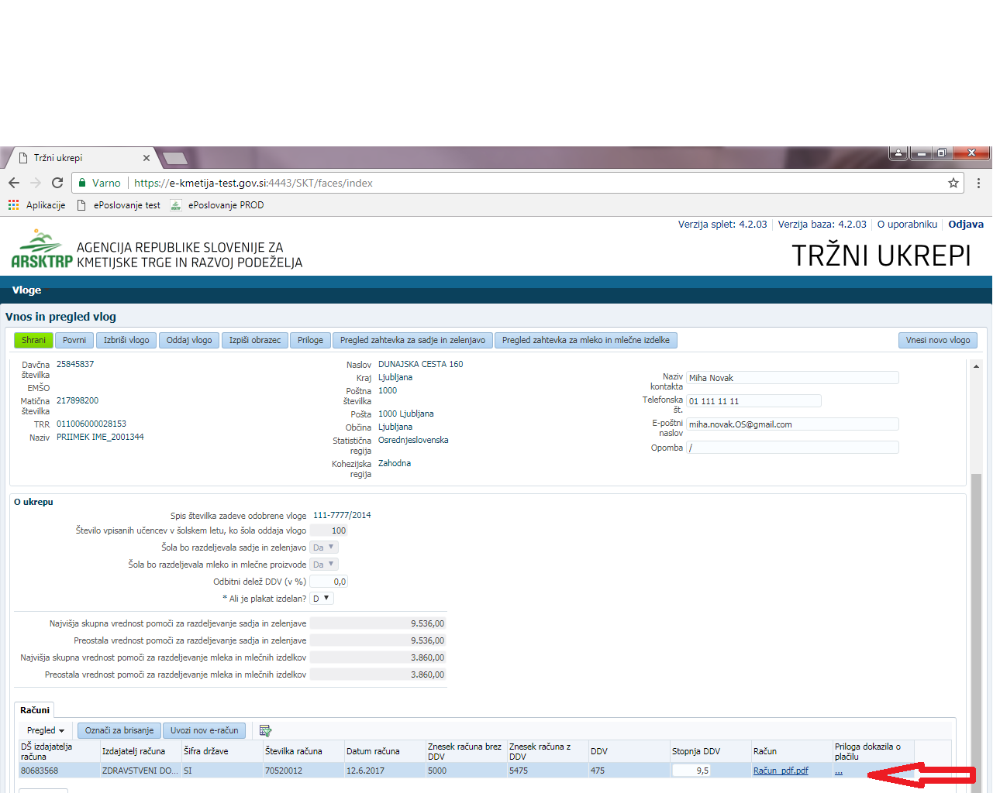 Tržni ukrepi
Varno https://e-kmetija-test.gov.si:4443/SKT/faces/index
Aplikacije ePoslovanje test ePoslovanje PROD
Verzija splet: 4.2.03 Verzija baza: 4.2.03 O uporabniku Odjava
ARSKTRP
AGENCIJA REPUBLIKE SLOVENIJE ZA
KMETIJSKE TRGE IN RAZVOJ PODEŽELJA
TRŽNI UKREPI
Vloge
Vnos in pregled vlog
Shrani Povrni Izbriši vlogo Oddaj vlogo Izpiši obrazec Priloge Pregled zahtevka za sadje in zelenjavo Pregled zahtevka za mleko in mlečne izdelke Vnesi novo vlogo
Davčna številka 25845837
EMŠO
Matična številka 217898200
TRR 011006000028153
Naziv PRIIMEK IME_2001344
Naslov DUNAJSKA CESTA 160
Kraj Ljubljana
Poštna številka 1000
Pošta 1000 Ljubljana
Občina Ljubljana
Statistična regija Osrednjeslovenska
Kohezijska regija Zahodna
Naziv kontakta Miha Novak
Telefonska št. 01 111 11 11
E-poštni naslov miha.novak.OS@gmail.com
Opomba /
O ukrepu
Spis številka zadeve odobrene vloge 111-7777/2014
Število vpisanih učencev v šolskem letu, ko šola oddaja vlogo 100
Šola bo razdeljevala sadje in zelenjavo Da
Šola bo razdeljevala mleko in mlečne proizvode Da
Odbitni delež DDV (v %) 0,0
* Ali je plakat izdelan? D
Najvišja skupna vrednost pomoči za razdeljevanje sadja in zelenjave 9.536,00
Preostala vrednost pomoči za razdeljevanje sadja in zelenjave 9.536,00
Najvišja skupna vrednost pomoči za razdeljevanje mleka in mlečnih izdelkov 3.860,00
Preostala vrednost pomoči za razdeljevanje mleka in mlečnih izdelkov 3.860,00
Računi
Pregled Označi za brisanje Uvozi nov e-račun
DŠ izdajatelja računa Izdajatelj računa Šifra države Številka računa Datum računa Znesek računa brez DDV Znesek računa z DDV DDV Stopnja DDV Račun Priloga dokazila o plačilu
80683568 ZDRAVSTVENI DO... SI 70520012 12.6.2017 5000 5475 475 9,5 Račun_pdf.pdf ...